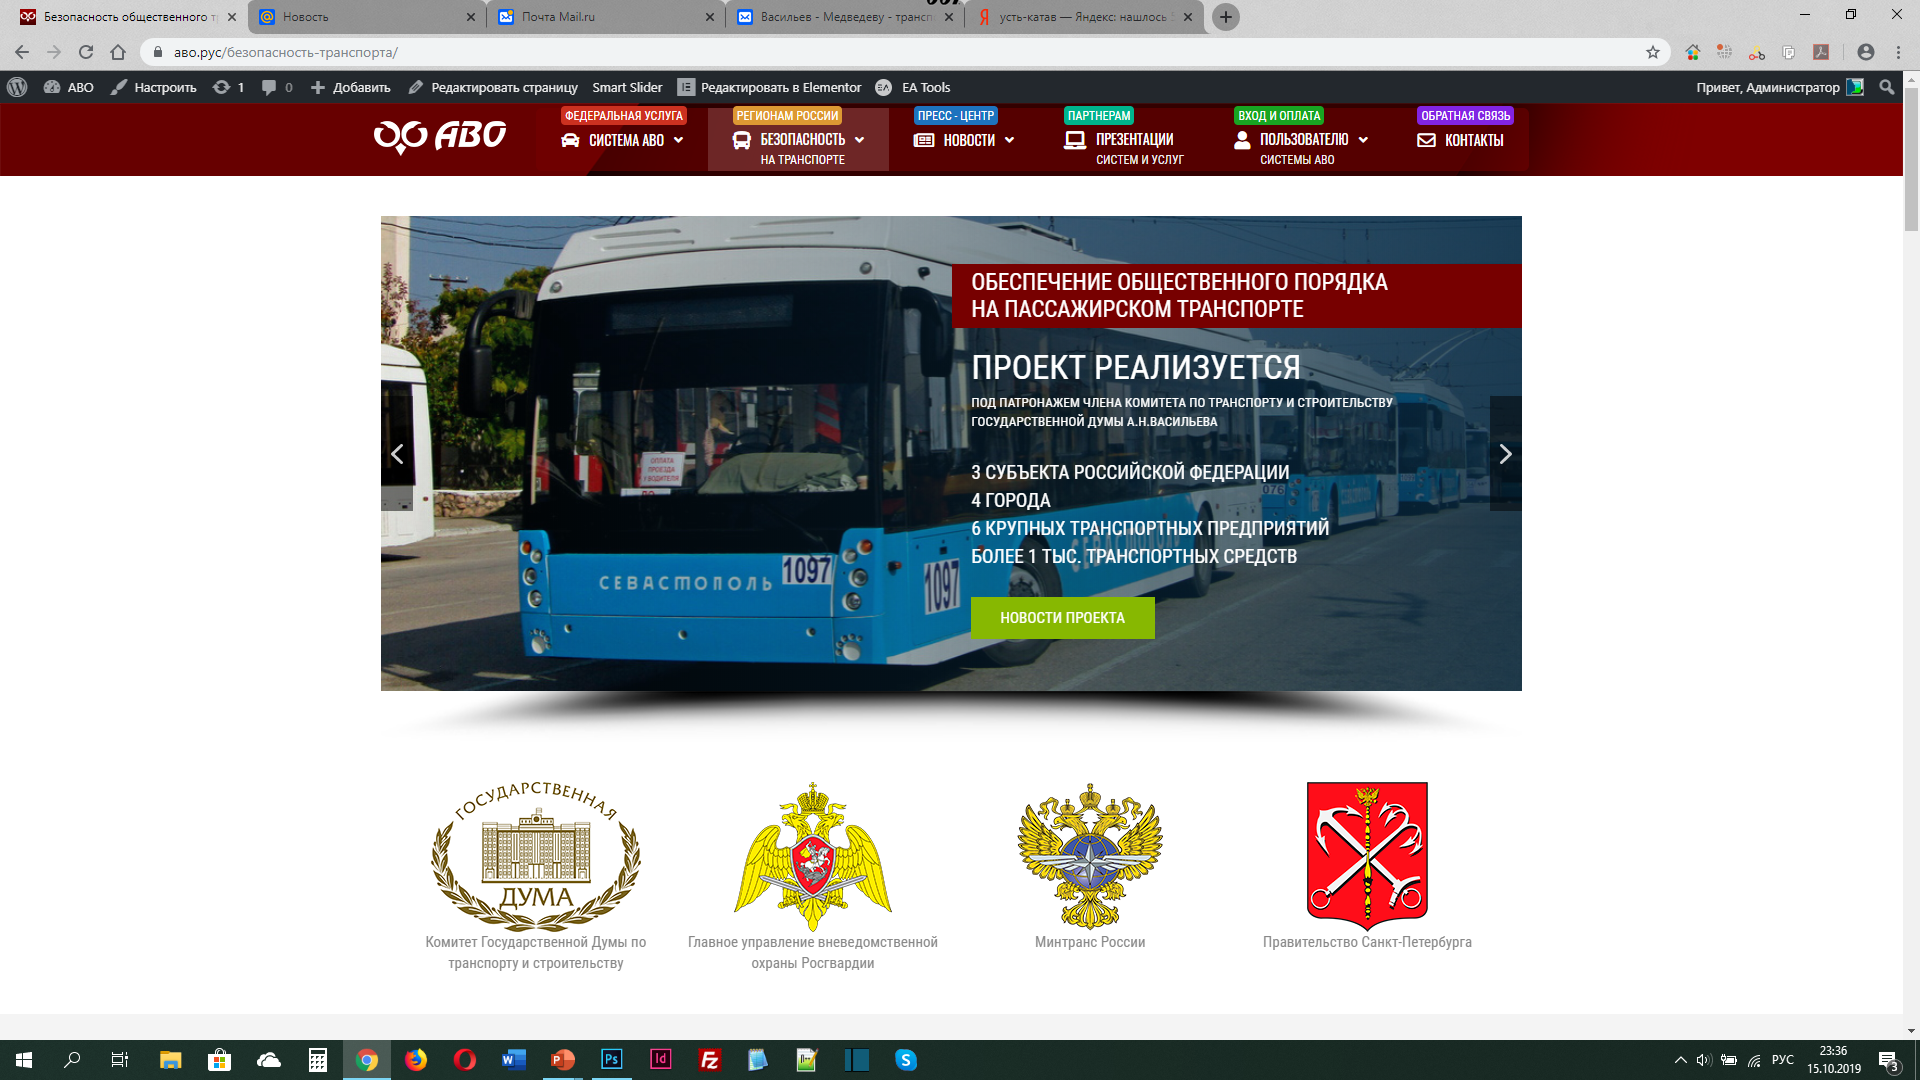 Безопасность общественного т
Новость
Почта Mail.ru
Васильев - Медведеву - трансп
усть-катав — Яндекс: нашлось
аво.рус/безопасность-транспорта/
АВО
Настроить
1
0
Добавить
Редактировать страницу
Smart Slider
Редактировать в Elementor
EA Tools
Привет, Администратор
АВО
ФЕДЕРАЛЬНАЯ УСЛУГА
СИСТЕМА АВО
РЕГИОНАМ РОССИИ
БЕЗОПАСНОСТЬ
НА ТРАНСПОРТЕ
ПРЕСС - ЦЕНТР
НОВОСТИ
ПАРТНЕРАМ
ПРЕЗЕНТАЦИИ
СИСТЕМ И УСЛУГ
ВХОД И ОПЛАТА
ПОЛЬЗОВАТЕЛЮ
СИСТЕМЫ АВО
ОБРАТНАЯ СВЯЗЬ
КОНТАКТЫ
ОБЕСПЕЧЕНИЕ ОБЩЕСТВЕННОГО ПОРЯДКА
НА ПАССАЖИРСКОМ ТРАНСПОРТЕ
ПРОЕКТ РЕАЛИЗУЕТСЯ
ПОД ПАТРОНАЖЕМ ЧЛЕНА КОМИТЕТА ПО ТРАНСПОРТУ И СТРОИТЕЛЬСТВУ
ГОСУДАРСТВЕННОЙ ДУМЫ А.Н.ВАСИЛЬЕВА
3 СУБЪЕКТА РОССИЙСКОЙ ФЕДЕРАЦИИ
4 ГОРОДА
6 КРУПНЫХ ТРАНСПОРТНЫХ ПРЕДПРИЯТИЙ
БОЛЕЕ 1 ТЫС. ТРАНСПОРТНЫХ СРЕДСТВ
НОВОСТИ ПРОЕКТА
ОПЛАТА
ПРОЕЗДА
У ВОДИТЕЛЯ
СЕВАСТОПОЛЬ
1097
1097
СЕВАСТОПОЛЬ
076
ГОСУДАРСТВЕННАЯ
ДУМА
Комитет Государственной Думы по
транспорту и строительству
Главное управление вневедомственной
охраны Росгвардии
Минтранс России
Правительство Санкт-Петербурга
РУС
23:36
15.10.2019
3